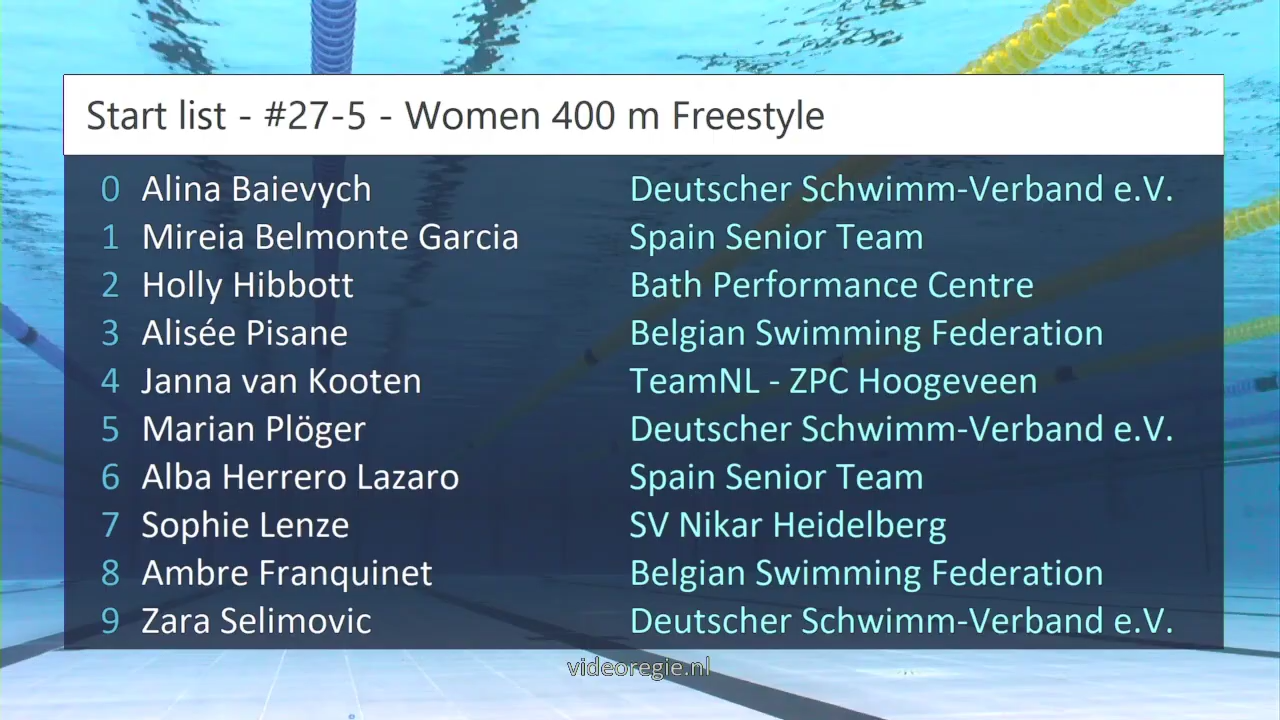 Start list - #27-5 - Women 400 m Freestyle
0 Alina Baievych Deutscher Schwimm-Verband e.V.
1 Mireia Belmonte Garcia Spain Senior Team
2 Holly Hibbott Bath Performance Centre
3 Alisée Pisane Belgian Swimming Federation
4 Janna van Kooten TeamNL - ZPC Hoogeveen
5 Marian Plöger Deutscher Schwimm-Verband e.V.
6 Alba Herrero Lazaro Spain Senior Team
7 Sophie Lenze SV Nikar Heidelberg
8 Ambre Franquinet Belgian Swimming Federation
9 Zara Selimovic Deutscher Schwimm-Verband e.V.
videoregie.nl